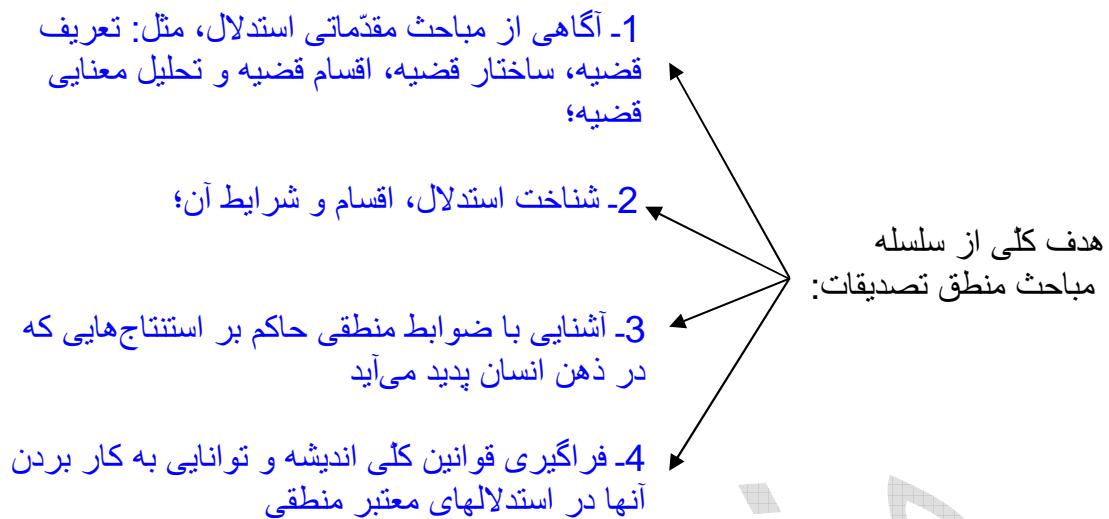 هدف کلّی از سلسله
مباحث منطق تصدیقات:
1ـ آگاهی از مباحث مقدّماتی استدلال، مثل: تعریف
قضیه، ساختار قضیه، اقسام قضیه و تحلیل معنایی
قضیه؛
2ـ شناخت استدلال، اقسام و شرایط آن؛
3ـ آشنایی با ضوابط منطقی حاکم بر استنتاج‌هایی که
در ذهن انسان پدید می‌آید
4ـ فراگیری قوانین کلّی اندیشه و توانایی به کار بردن
آنها در استدلالهای معتبر منطقی